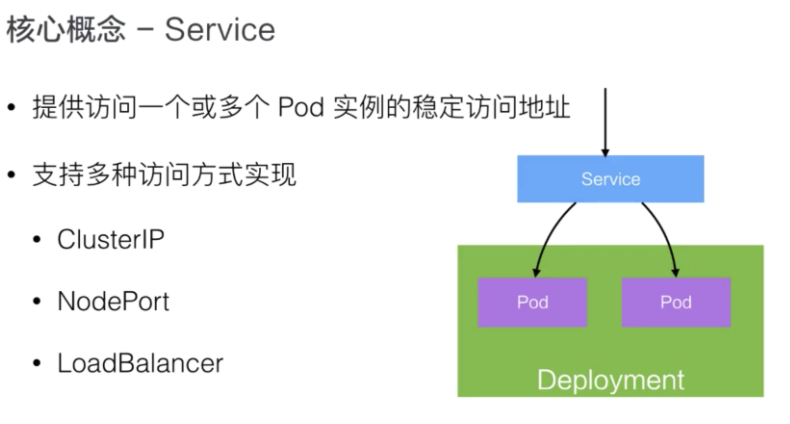 核心概念 – Service
• 提供访问一个或多个 Pod 实例的稳定访问地址
• 支持多种访问方式实现
• ClusterIP
• NodePort
• LoadBalancer
Service
Pod
Pod
Deployment